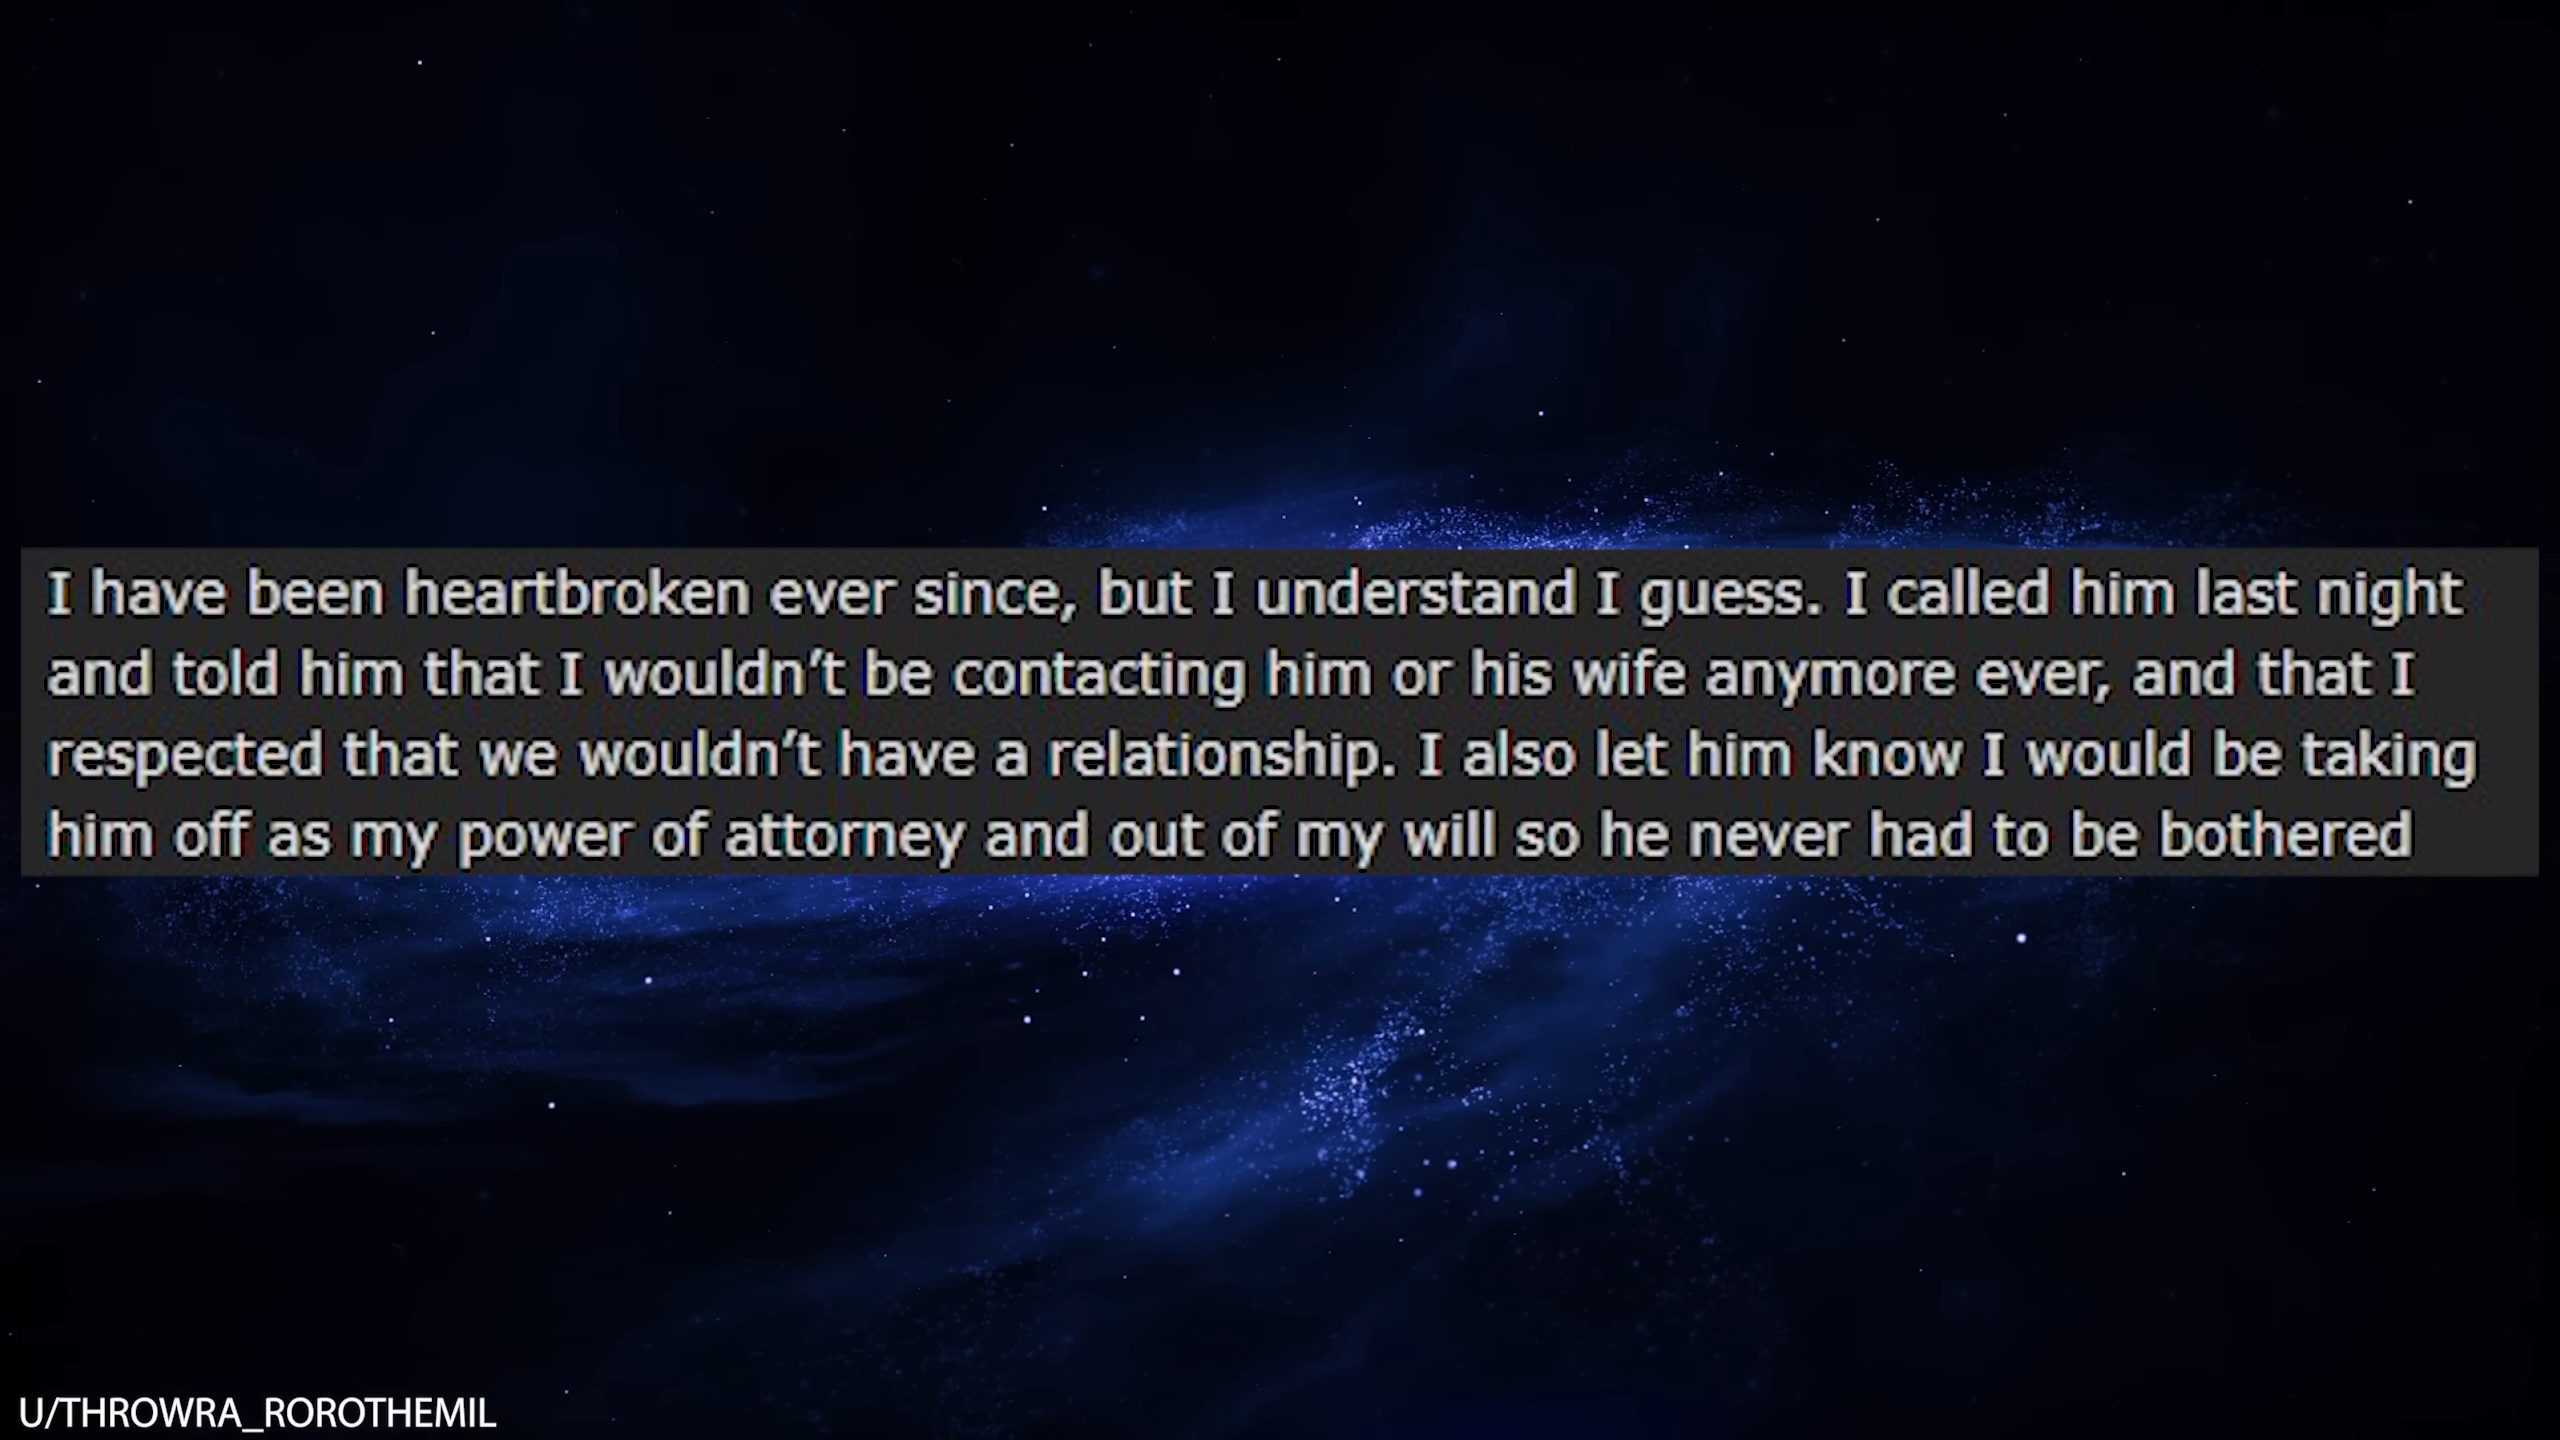 I have been heartbroken ever since, but I understand I guess. I called him last night
and told him that I wouldn’t be contacting him or his wife anymore ever, and that I
respected that we wouldn’t have a relationship. I also let him know I would be taking
him off as my power of attorney and out of my will so he never had to be bothered
U/THROWRA_ROROTHEMIL